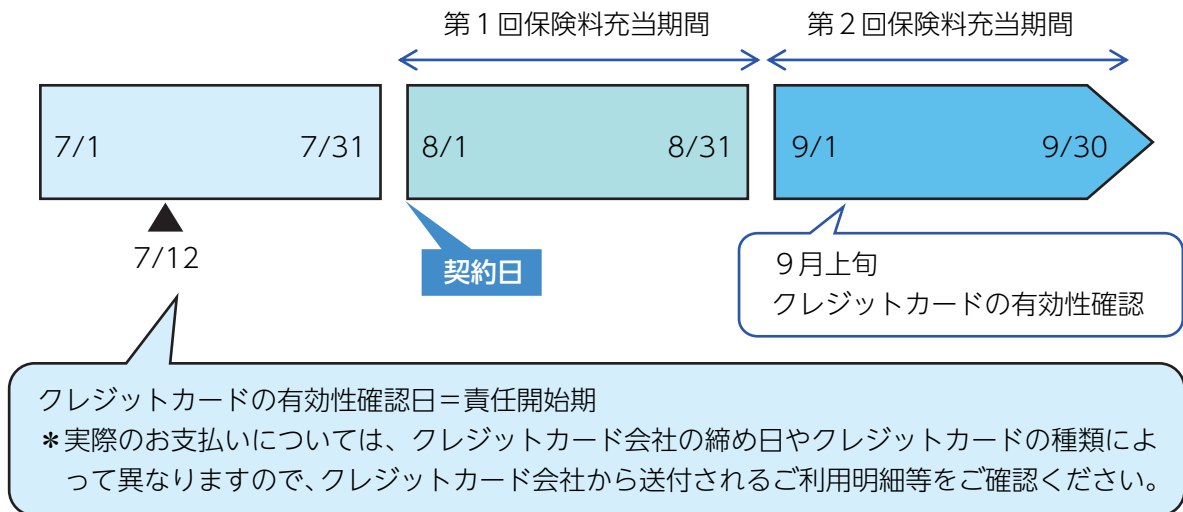 第１回保険料充当期間
第２回保険料充当期間
7/1
7/31
8/1
8/31
9/1
9/30
7/12
契約日
９月上旬
クレジットカードの有効性確認
クレジットカードの有効性確認日＝責任開始期
＊実際のお支払いについては、クレジットカード会社の締め日やクレジットカードの種類によ
って異なりますので、クレジットカード会社から送付されるご利用明細等をご確認ください。